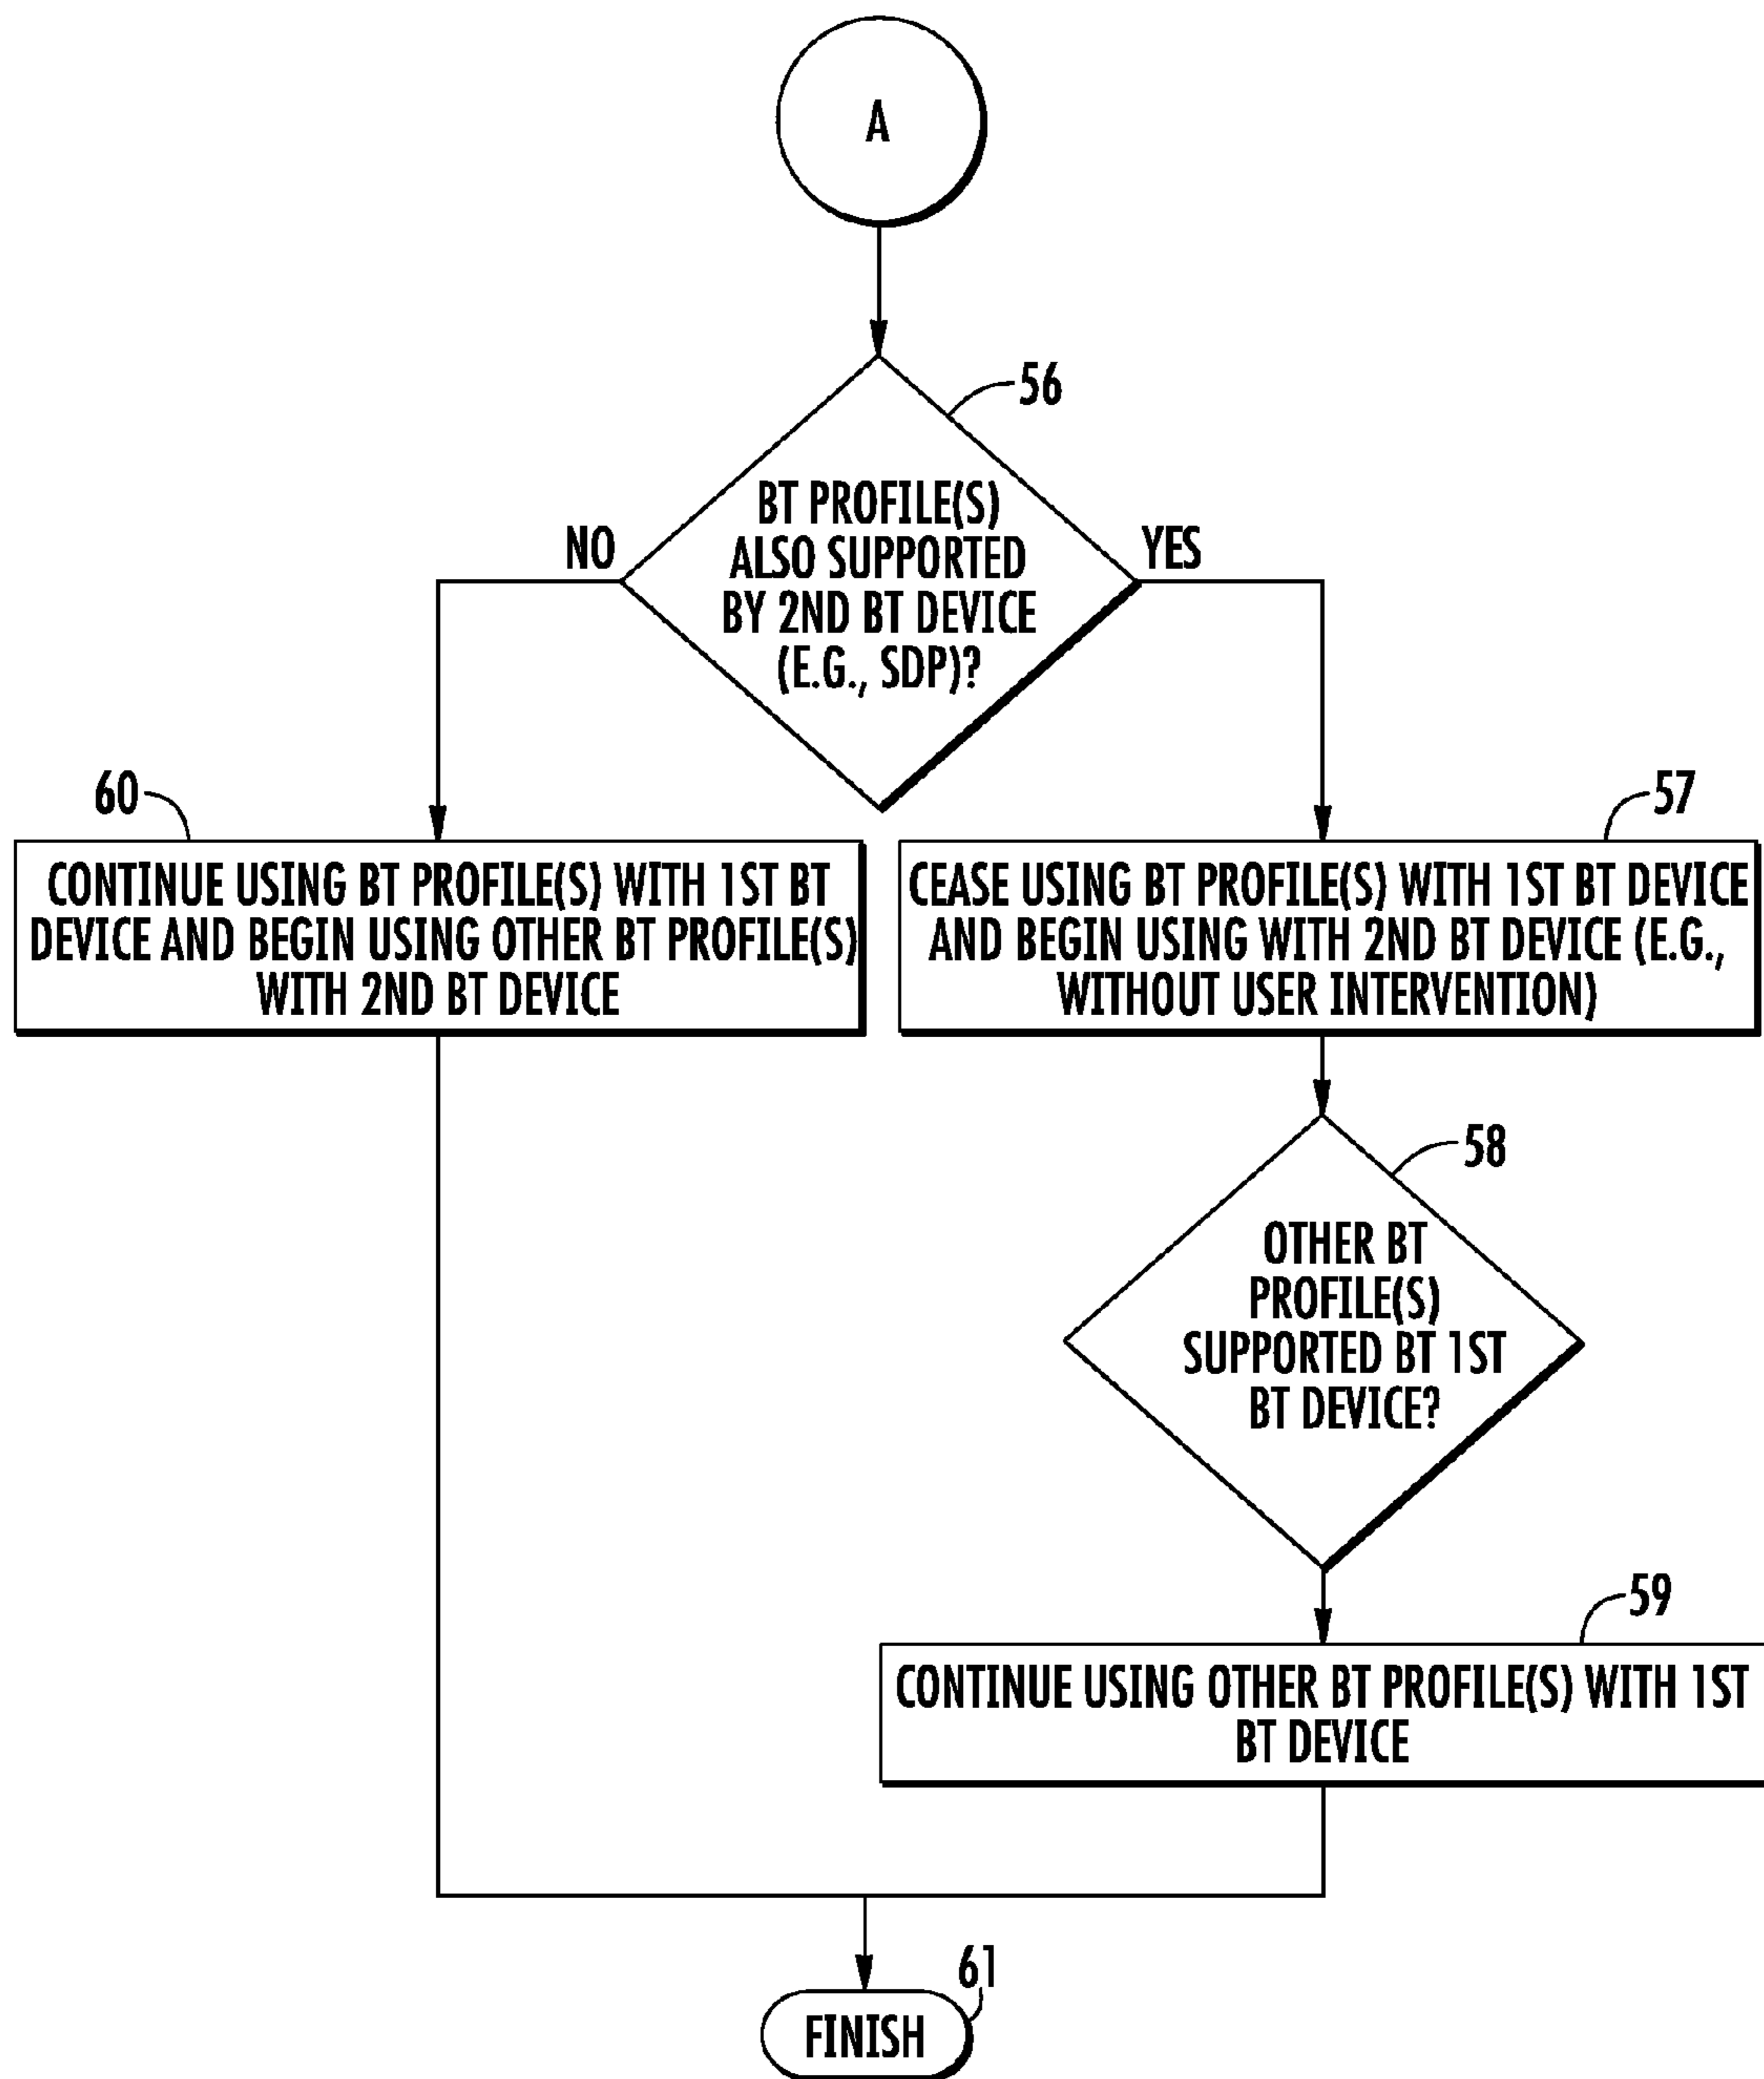 A
56
BT PROFILE(S)
ALSO SUPPORTED
BY 2ND BT DEVICE
(E.G., SDP)?
NO
YES
60
CONTINUE USING BT PROFILE(S) WITH 1ST BT
DEVICE AND BEGIN USING OTHER BT PROFILE(S)
WITH 2ND BT DEVICE
57
CEASE USING BT PROFILE(S) WITH 1ST BT DEVICE
AND BEGIN USING WITH 2ND BT DEVICE (E.G.,
WITHOUT USER INTERVENTION)
58
OTHER BT
PROFILE(S)
SUPPORTED BT 1ST
BT DEVICE?
59
CONTINUE USING OTHER BT PROFILE(S) WITH 1ST
BT DEVICE
61
FINISH